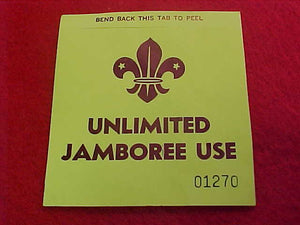 BEND BACK THIS TAB TO PEEL
UNLIMITED
JAMBOREE USE
01270